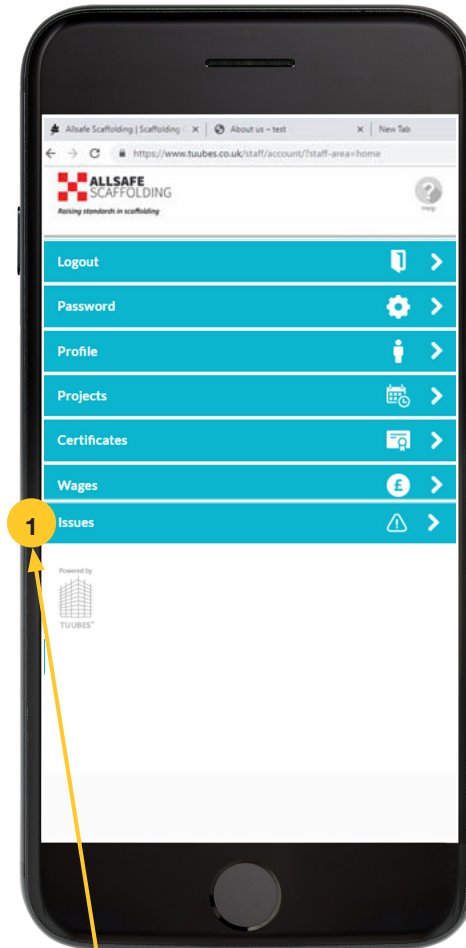 Allsafe Scaffolding | Scaffolding
About us – test
New Tab
https://www.tuubes.co.uk/staff/account/?staff-area=home
ALLSAFE
SCAFFOLDING
Raising standards in scaffolding
Help
Logout
Password
Profile
Projects
Certificates
Wages
£
1
Issues
Powered by
TUUBES™